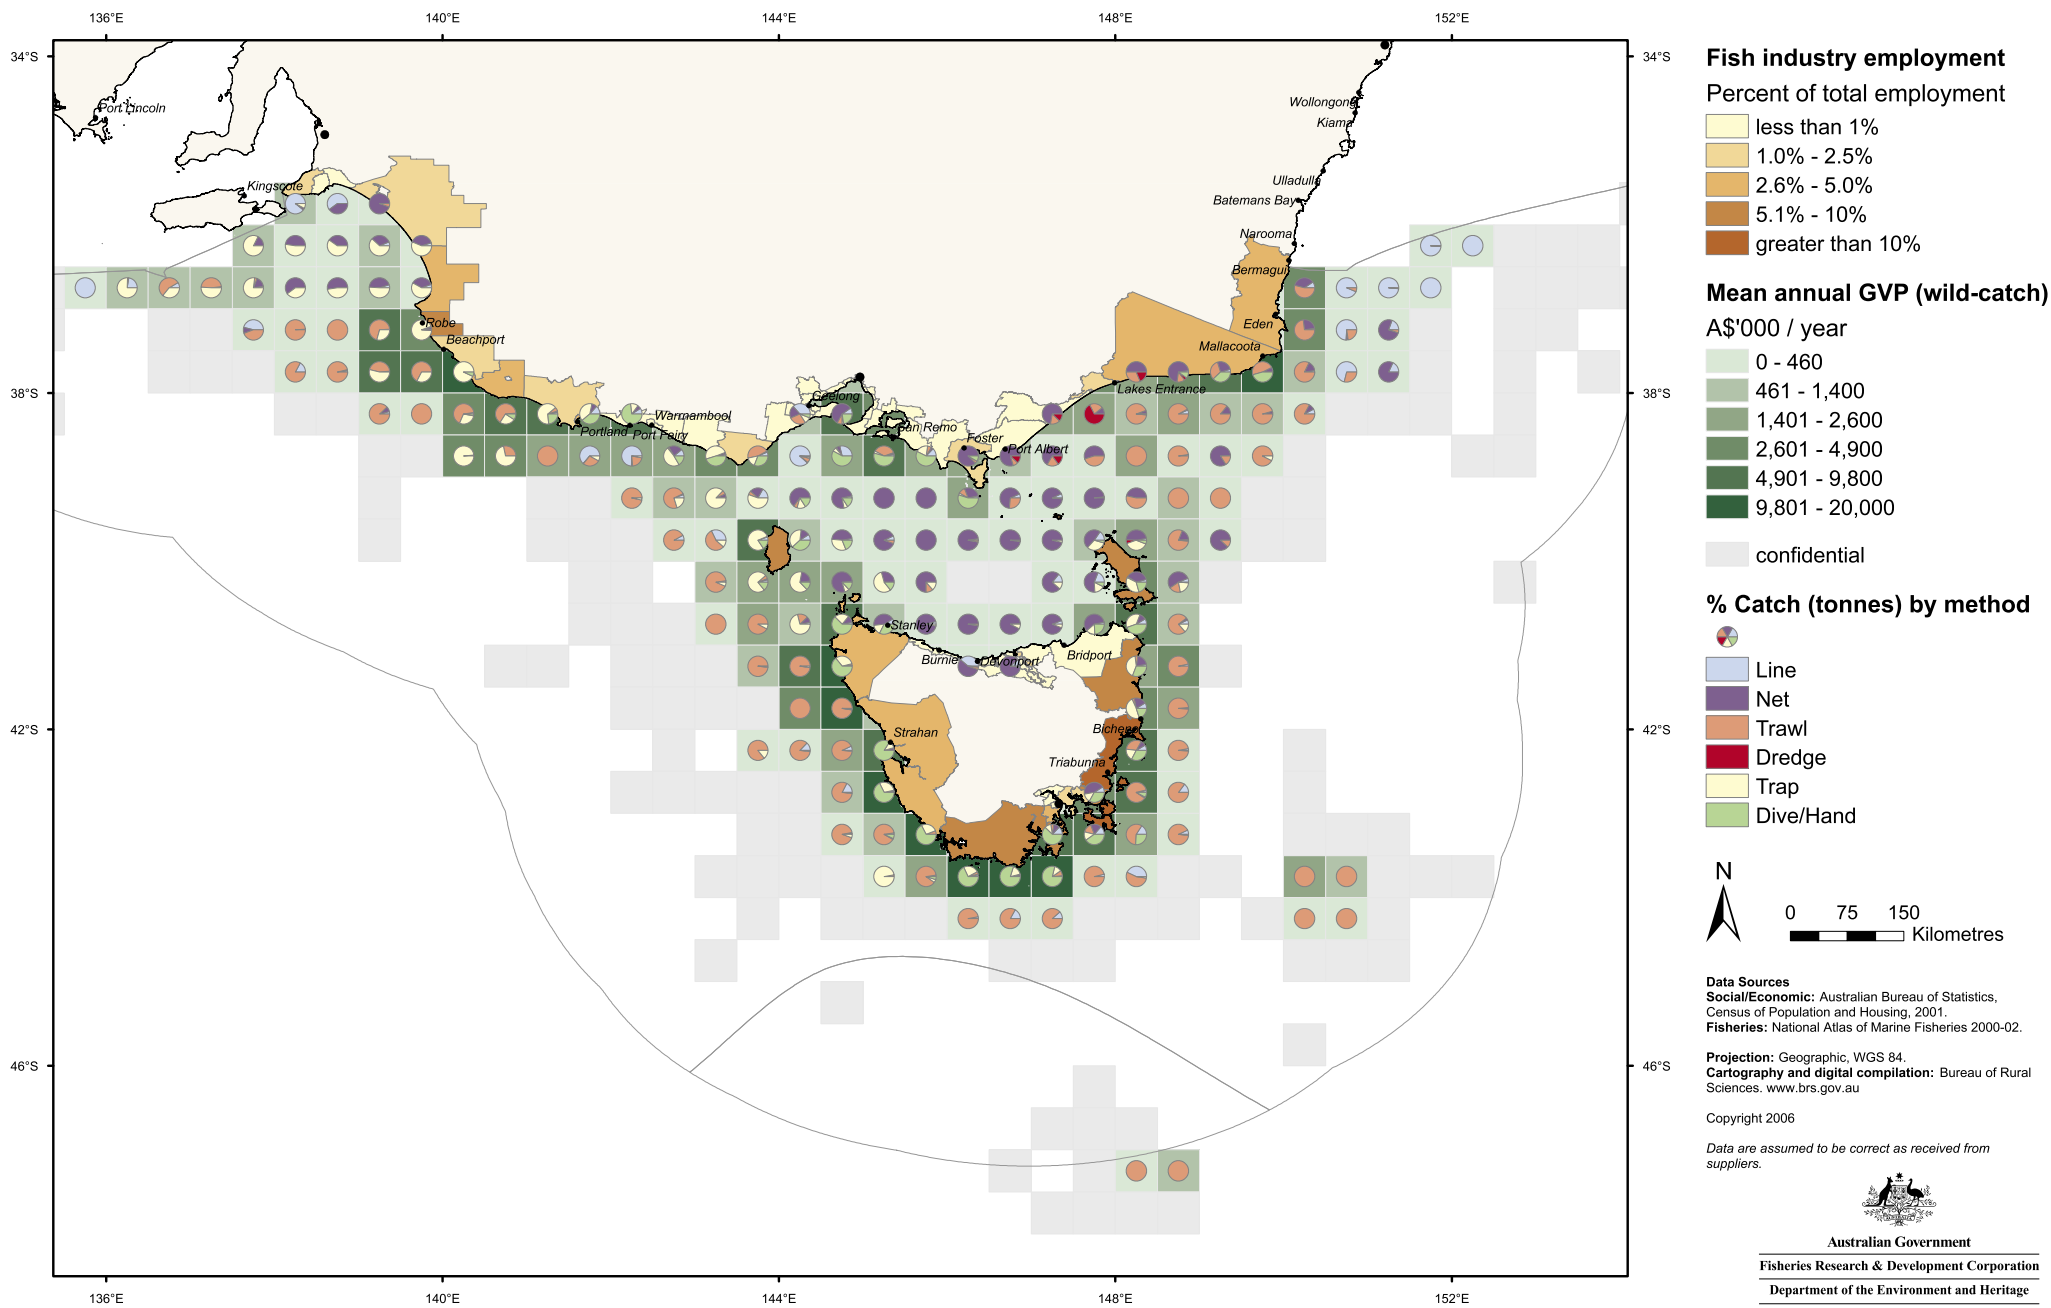 136°E 140°E 144°E 148°E 152°E
34°S 34°S
38°S 38°S
42°S 42°S
46°S 46°S
136°E 140°E 144°E 148°E 152°E
Port Lincoln
Kingscote
Robe
Beachport
Portland
Port Fairy
Warrnambool
Geelong
San Remo
Foster
Port Albert
Lakes Entrance
Mallacoota
Eden
Bermagui
Narooma
Batemans Bay
Ulladulla
Kiama
Wollongong
Stanley
Burnie
Devonport
Bridport
Strahan
Bicheno
Triabunna
Fish industry employment
Percent of total employment
less than 1%
1.0% - 2.5%
2.6% - 5.0%
5.1% - 10%
greater than 10%
Mean annual GVP (wild-catch)
A$'000 / year
0 - 460
461 - 1,400
1,401 - 2,600
2,601 - 4,900
4,901 - 9,800
9,801 - 20,000
confidential
% Catch (tonnes) by method
Line
Net
Trawl
Dredge
Trap
Dive/Hand
N
0 75 150
Kilometres
Data Sources
Social/Economic: Australian Bureau of Statistics,
Census of Population and Housing, 2001.
Fisheries: National Atlas of Marine Fisheries 2000-02.
Projection: Geographic, WGS 84.
Cartography and digital compilation: Bureau of Rural
Sciences. www.brs.gov.au
Copyright 2006
Data are assumed to be correct as received from
suppliers.
Australian Government
Fisheries Research & Development Corporation
Department of the Environment and Heritage